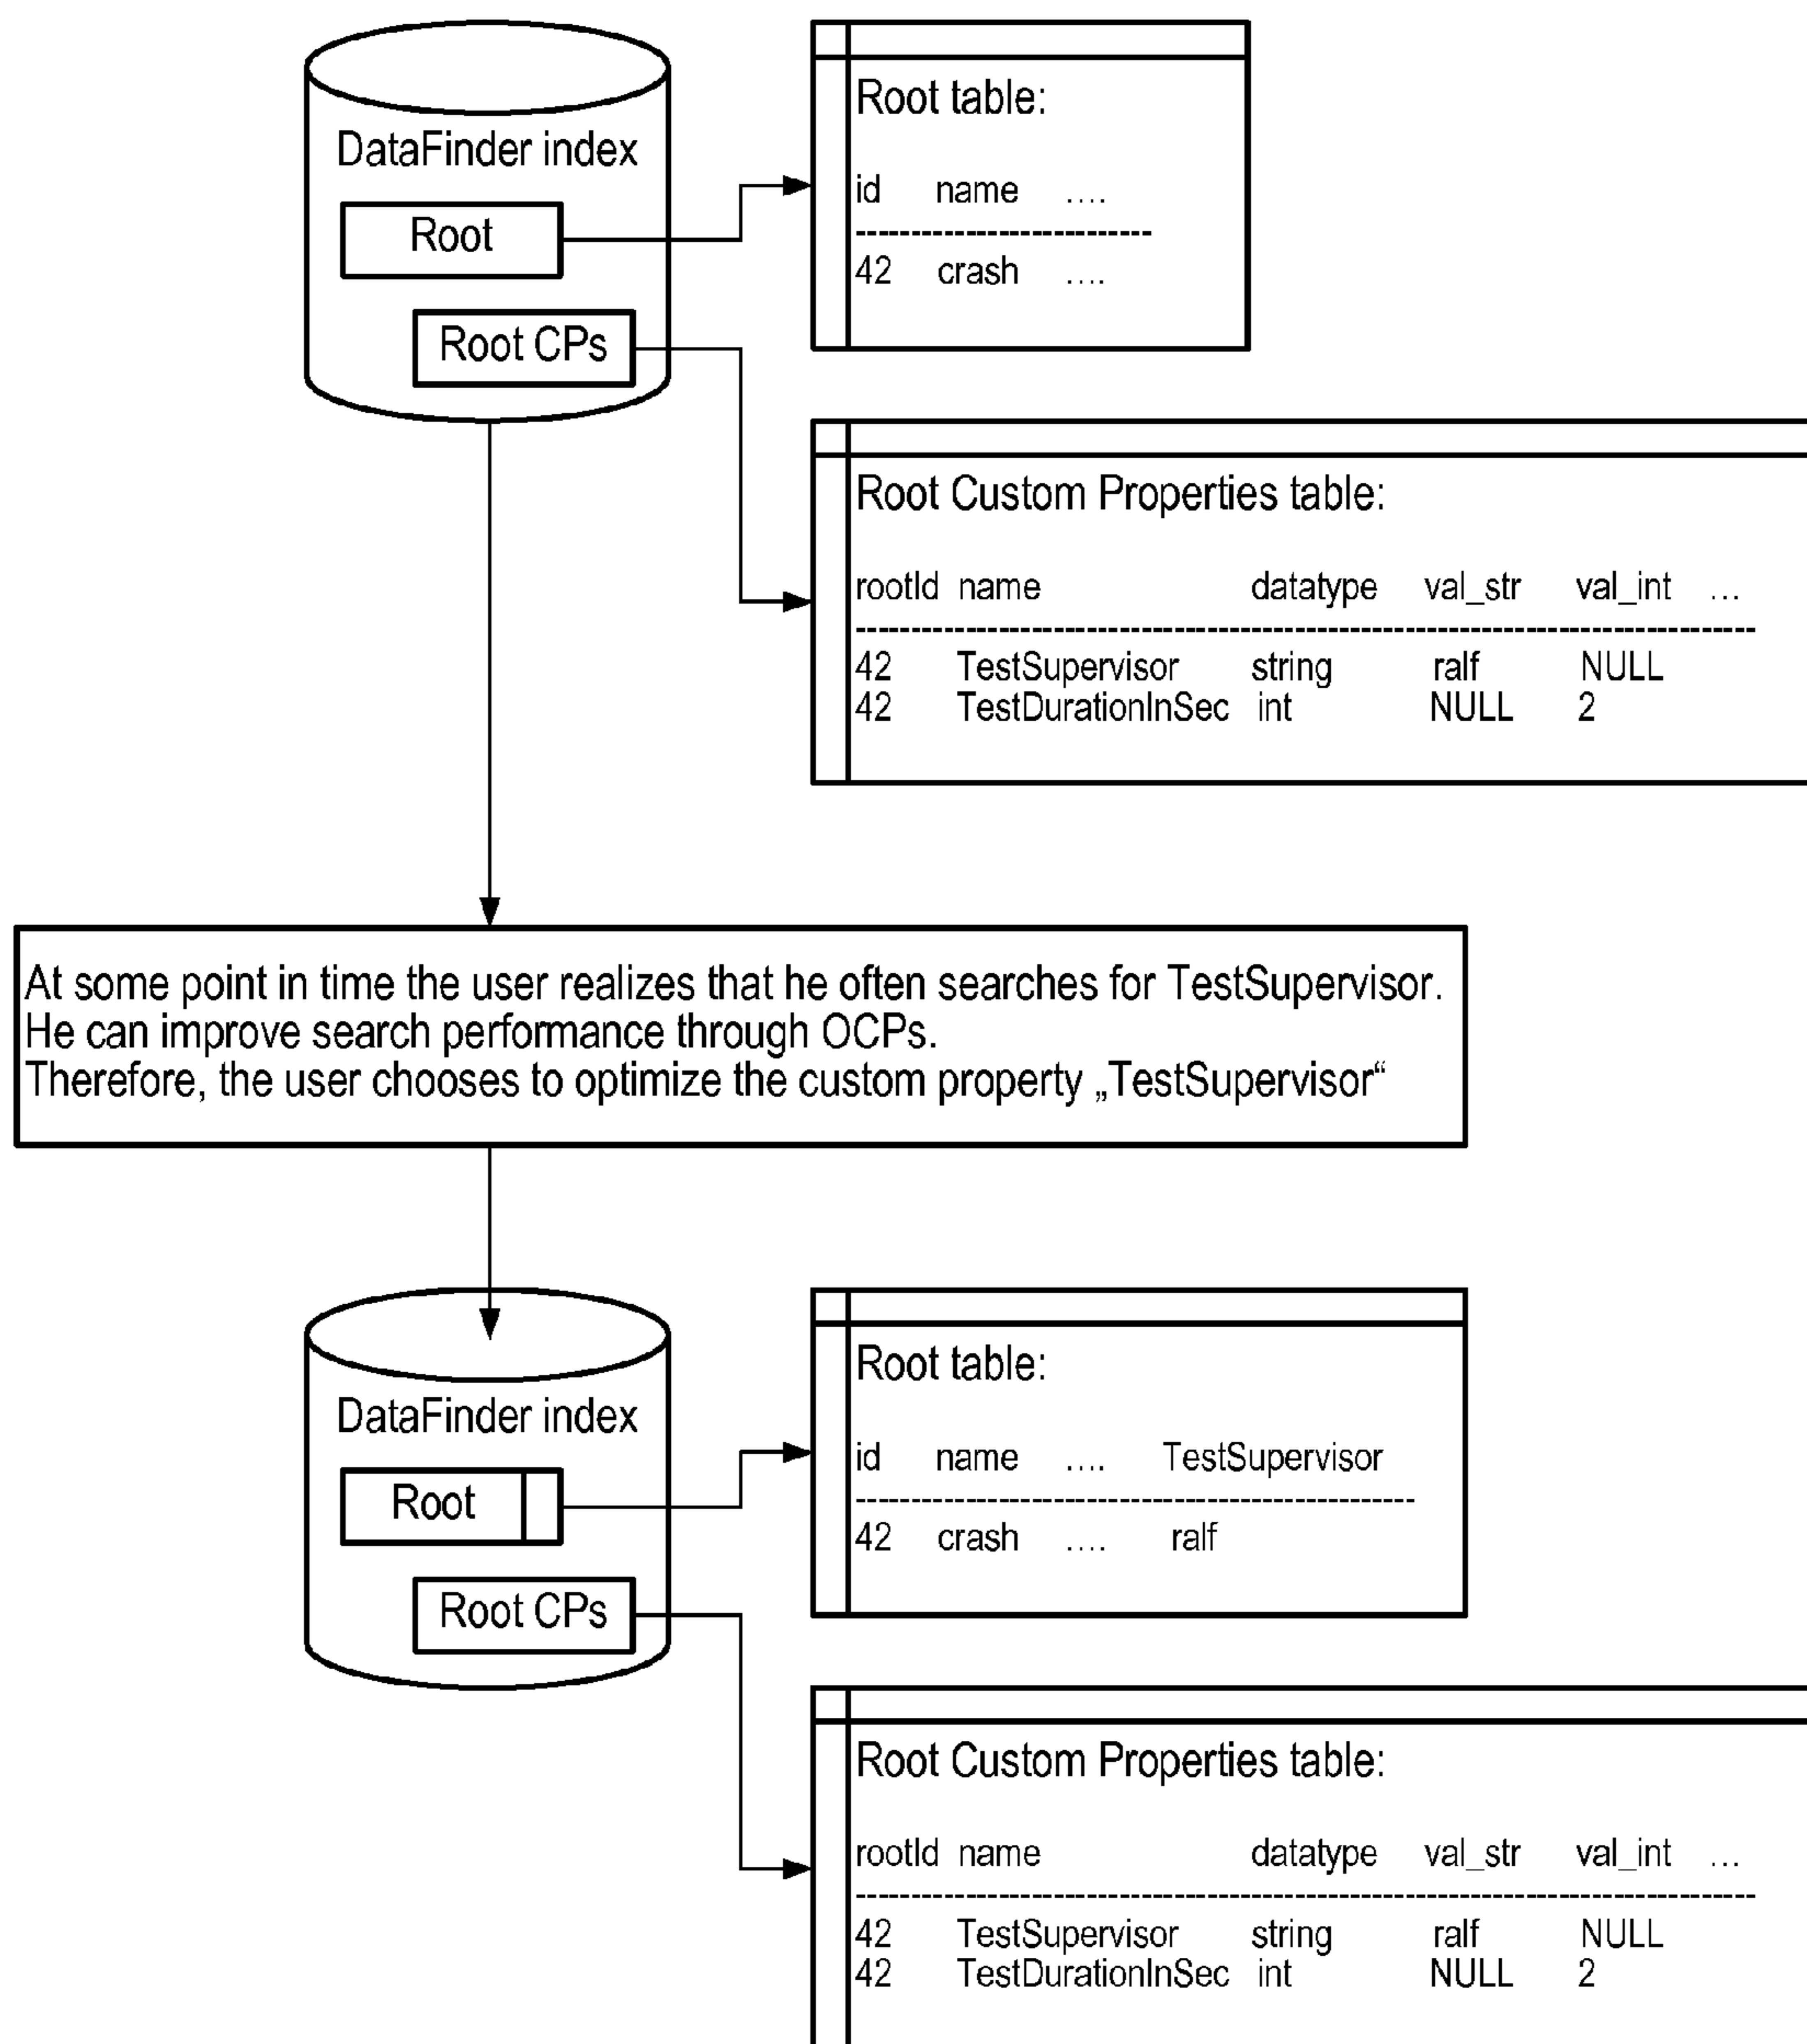 DataFinder index
Root
Root CPs
Root table:
id name ....
---------------------------
42 crash ....
Root Custom Properties table:
rootId name datatype val_str val_int ...
---------------------------
42 TestSupervisor string ralf NULL
42 TestDurationInSec int NULL 2
At some point in time the user realizes that he often searches for TestSupervisor.
He can improve search performance through OCPs.
Therefore, the user chooses to optimize the custom property „TestSupervisor“
DataFinder index
Root
Root CPs
Root table:
id name .... TestSupervisor
---------------------------
42 crash .... ralf
Root Custom Properties table:
rootId name datatype val_str val_int ...
---------------------------
42 TestSupervisor string ralf NULL
42 TestDurationInSec int NULL 2